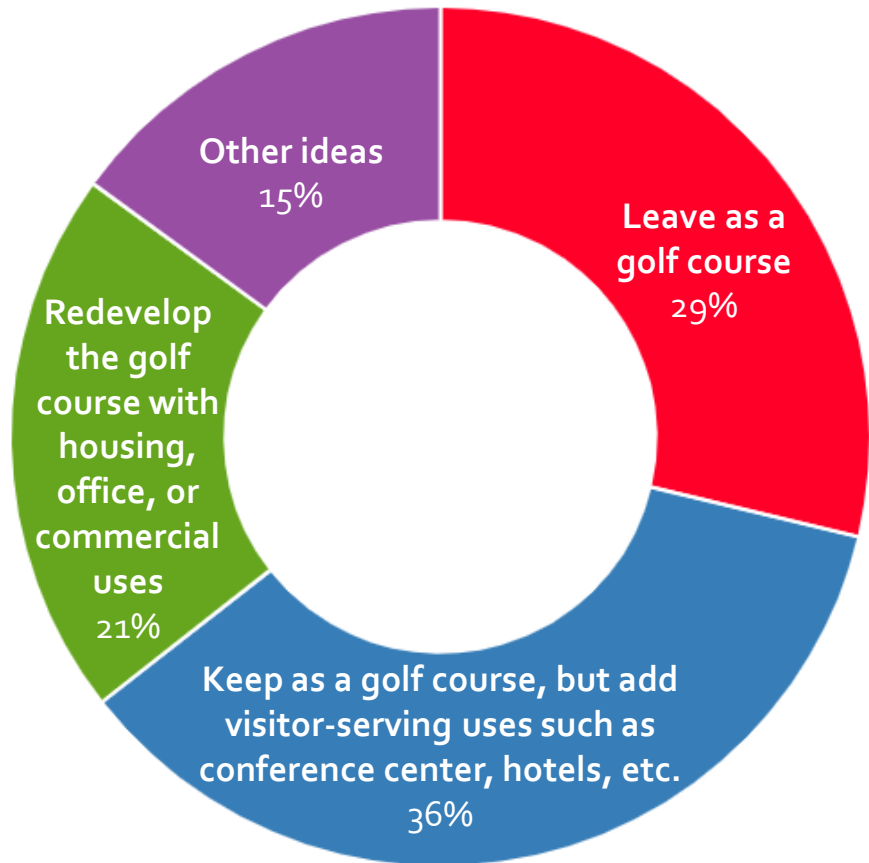 Other ideas
15%
Leave as a
golf course
29%
Redevelop
the golf
course with
housing,
office, or
commercial
uses
21%
Keep as a golf course, but add
visitor-serving uses such as
conference center, hotels, etc.
36%